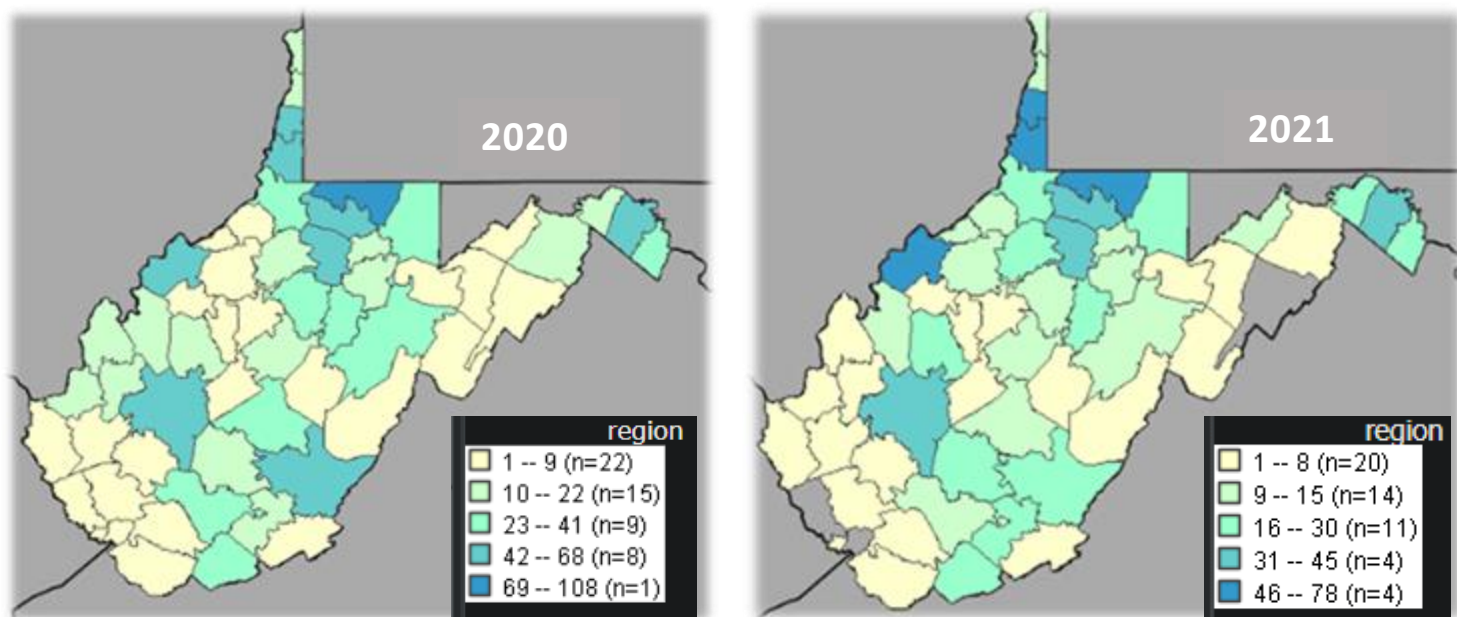 2020
region
1 -- 9 (n=22)
10 -- 22 (n=15)
23 -- 41 (n=9)
42 -- 68 (n=8)
69 -- 108 (n=1)
2021
region
1 -- 8 (n=20)
9 -- 15 (n=14)
16 -- 30 (n=11)
31 -- 45 (n=4)
46 -- 78 (n=4)